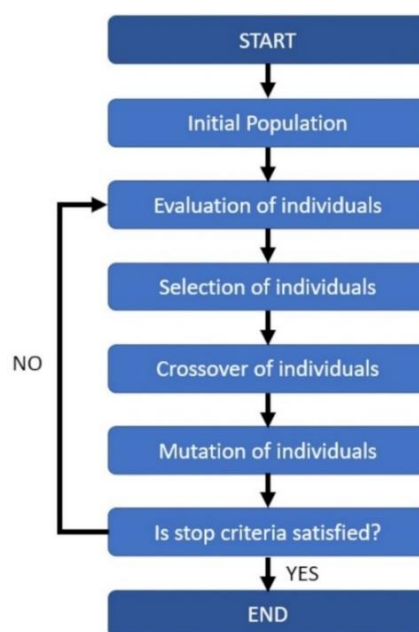 START
Initial Population
Evaluation of individuals
Selection of individuals
NO
Crossover of individuals
Mutation of individuals
Is stop criteria satisfied?
YES
END